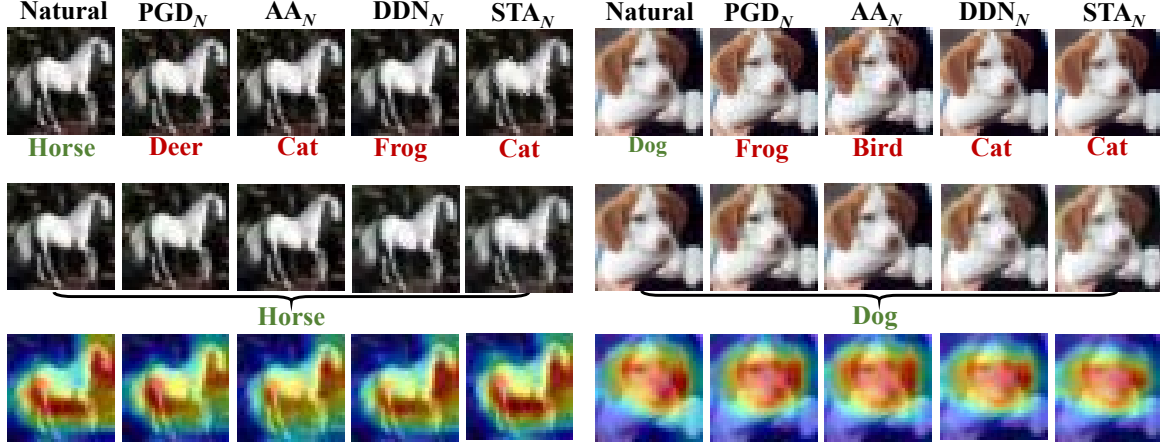 Natural PGD_N AA_N DDN_N STA_N Natural PGD_N AA_N DDN_N STA_N
Horse Deer Cat Frog Cat Dog Frog Bird Cat Cat
Horse Dog